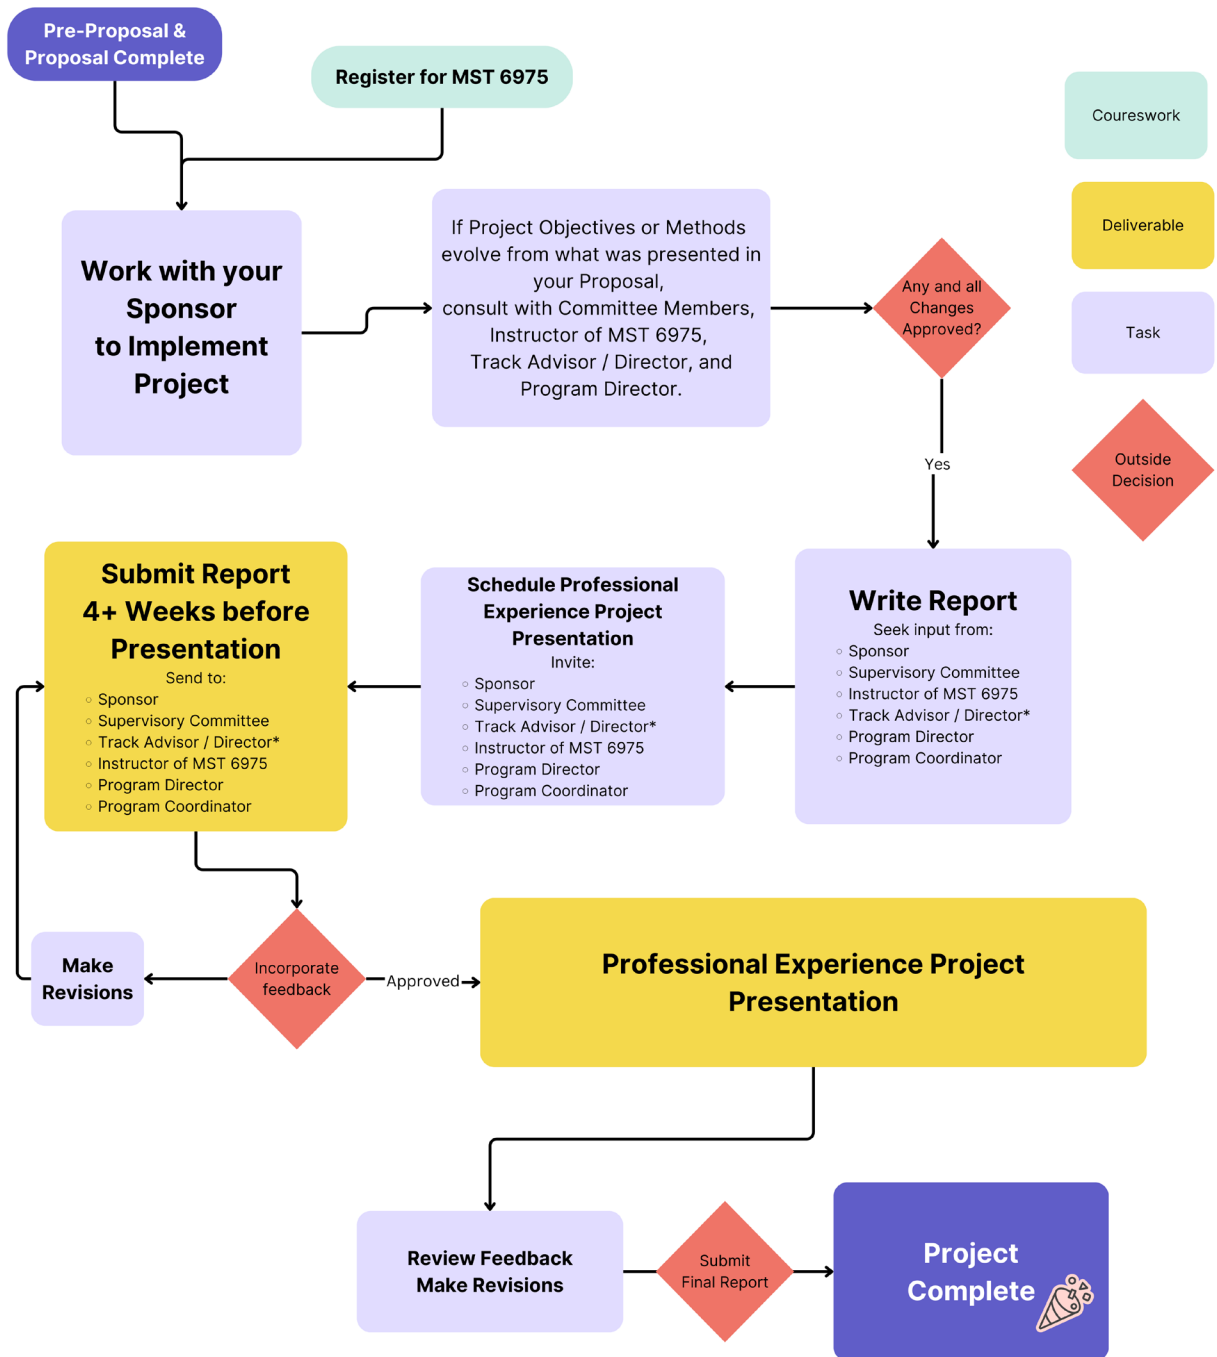 Pre-Proposal &
Proposal Complete
Register for MST 6975
Coureswork
Deliverable
Task
Outside
Decision
Work with your
Sponsor
to Implement
Project
If Project Objectives or Methods
evolve from what was presented in
your Proposal,
consult with Committee Members,
Instructor of MST 6975,
Track Advisor / Director, and
Program Director.
Any and all
Changes
Approved?
Yes
Write Report
Seek input from:
◦ Sponsor
◦ Supervisory Committee
◦ Instructor of MST 6975
◦ Track Advisor / Director*
◦ Program Director
◦ Program Coordinator
Schedule Professional
Experience Project
Presentation
Invite:
◦ Sponsor
◦ Supervisory Committee
◦ Track Advisor / Director*
◦ Instructor of MST 6975
◦ Program Director
◦ Program Coordinator
Submit Report
4+ Weeks before
Presentation
Send to:
◦ Sponsor
◦ Supervisory Committee
◦ Track Advisor / Director*
◦ Instructor of MST 6975
◦ Program Director
◦ Program Coordinator
Incorporate
feedback
Make
Revisions
Approved
Professional Experience Project
Presentation
Review Feedback
Make Revisions
Submit
Final Report
Project
Complete